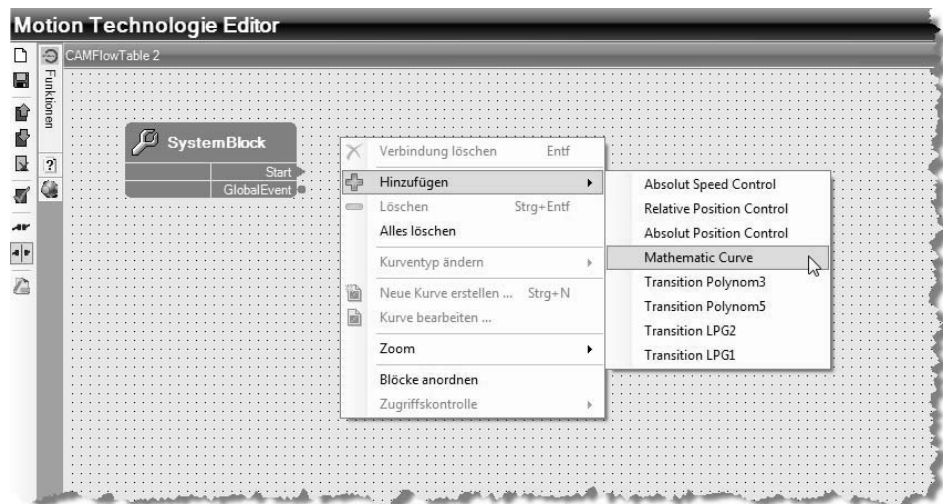 Motion Technologie Editor
CAMFlowTable 2
Funktionen
SystemBlock
Start
GlobalEvent
Verbindung löschen Entf
Hinzufügen
Löschen Strg+Entf
Alles löschen
Kurventyp ändern
Neue Kurve erstellen ... Strg+N
Kurve bearbeiten ...
Zoom
Blöcke anordnen
Zugriffskontrolle
Absolut Speed Control
Relative Position Control
Absolut Position Control
Mathematic Curve
Transition Polynom3
Transition Polynom5
Transition LPG2
Transition LPG1